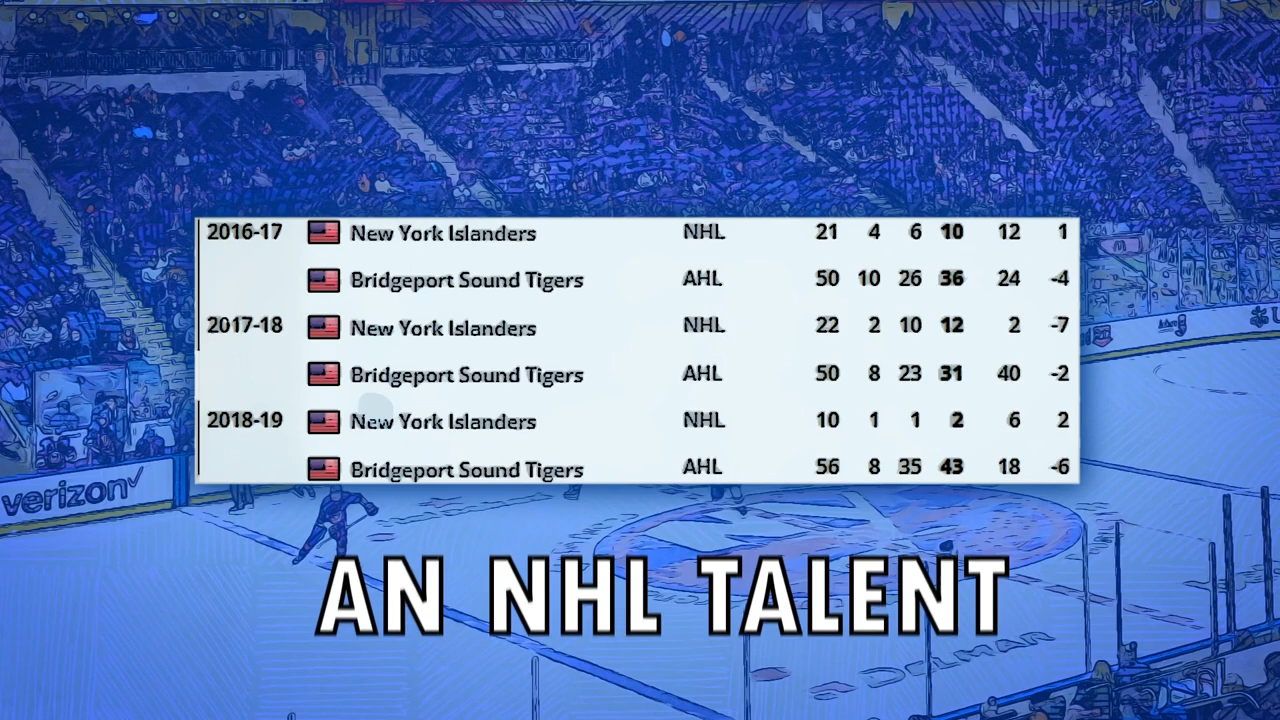 2016-17 New York Islanders NHL 21 4 6 10 12 1
Bridgeport Sound Tigers AHL 50 10 26 36 24 -4
2017-18 New York Islanders NHL 22 2 10 12 2 -7
Bridgeport Sound Tigers AHL 50 8 23 31 40 -2
2018-19 New York Islanders NHL 10 1 1 2 6 2
Bridgeport Sound Tigers AHL 56 8 35 43 18 -6
verizon✓
AN NHL TALENT
DELMAR